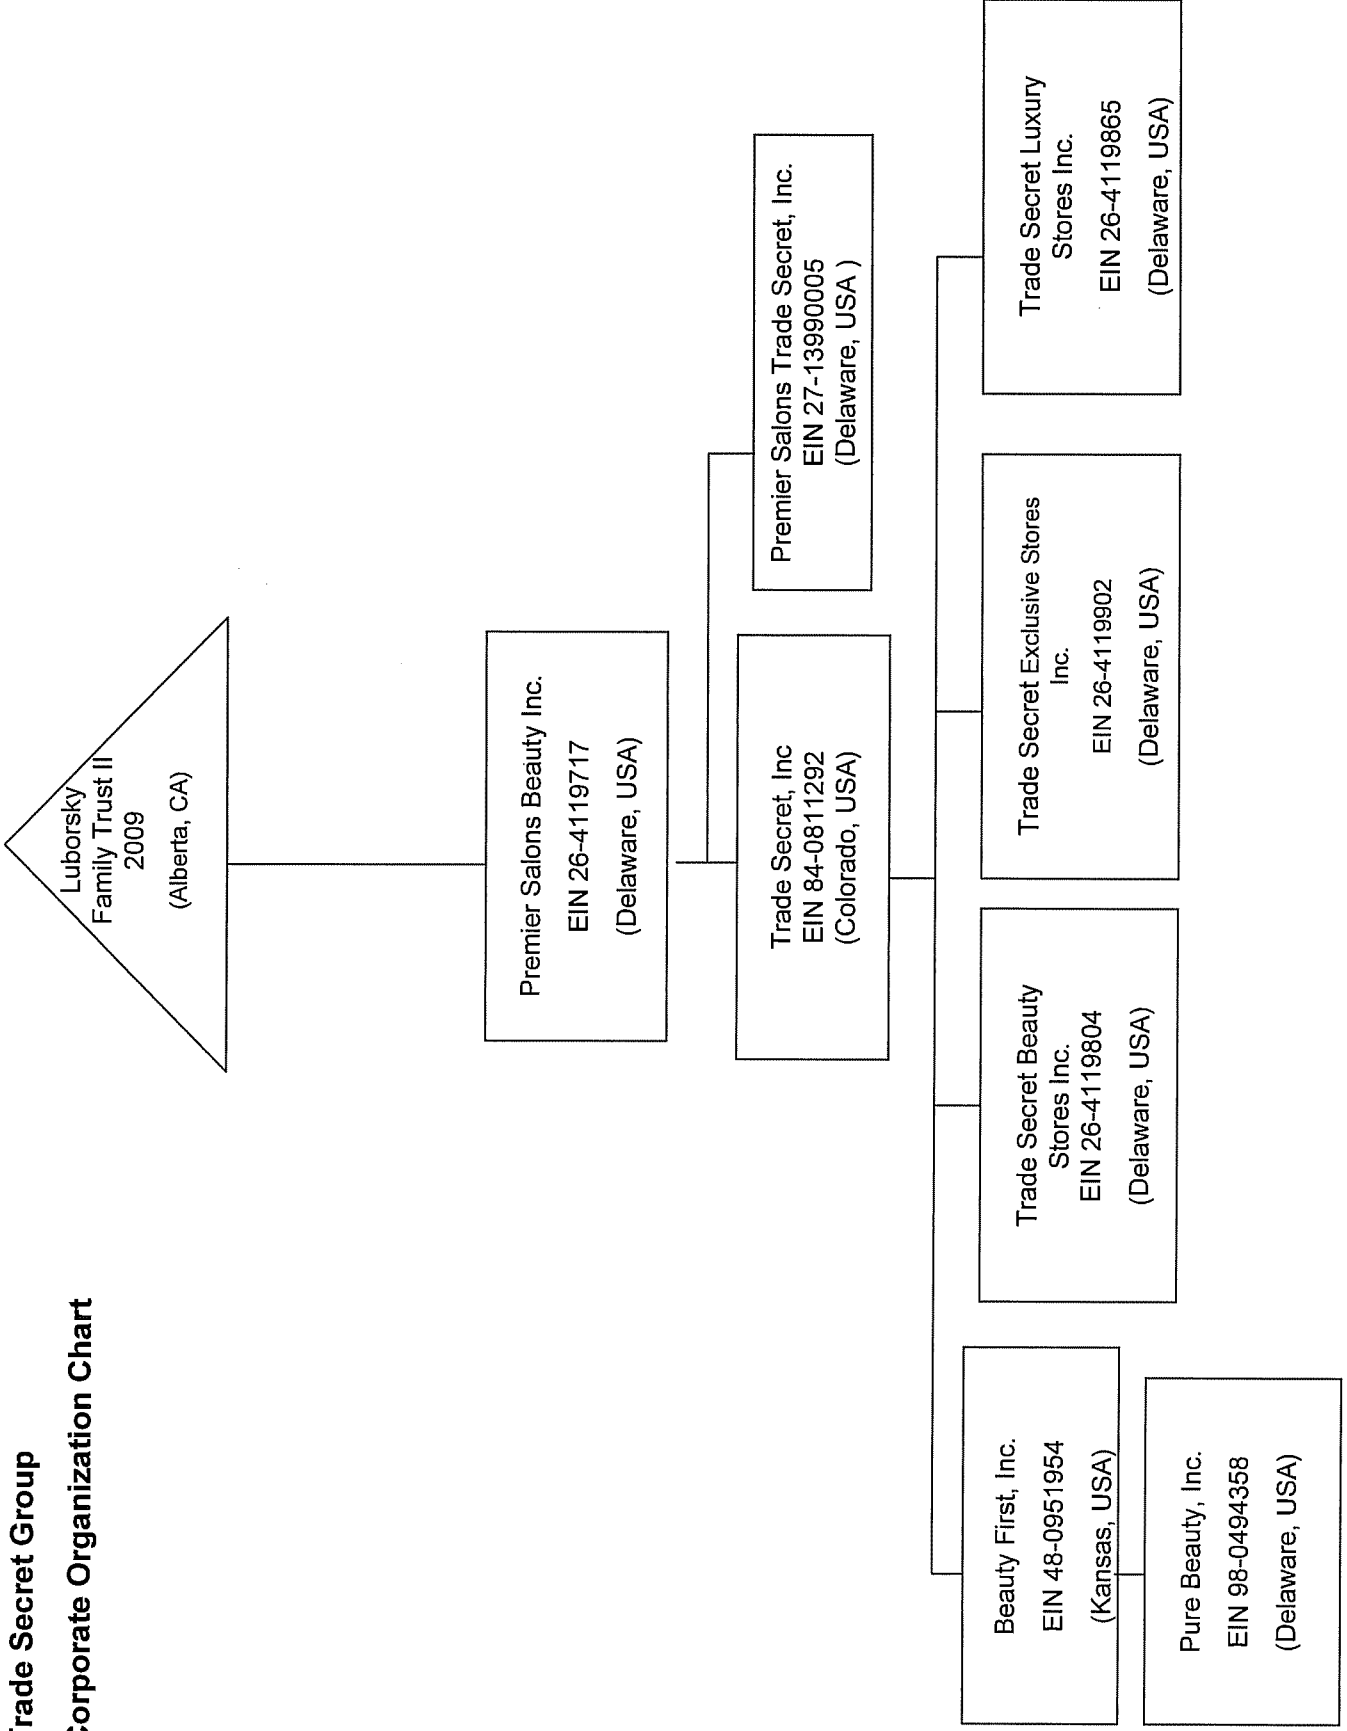 Trade Secret Group
Corporate Organization Chart
Luborsky
Family Trust II
2009
(Alberta, CA)
Premier Salons Beauty Inc.
EIN 26-4119717
(Delaware, USA)
Trade Secret, Inc
EIN 84-0811292
(Colorado, USA)
Premier Salons Trade Secret, Inc.
EIN 27-13990005
(Delaware, USA )
Beauty First, Inc.
EIN 48-0951954
(Kansas, USA)
Pure Beauty, Inc.
EIN 98-0494358
(Delaware, USA)
Trade Secret Beauty
Stores Inc.
EIN 26-4119804
(Delaware, USA)
Trade Secret Exclusive Stores
Inc.
EIN 26-4119902
(Delaware, USA)
Trade Secret Luxury
Stores Inc.
EIN 26-4119865
(Delaware, USA)